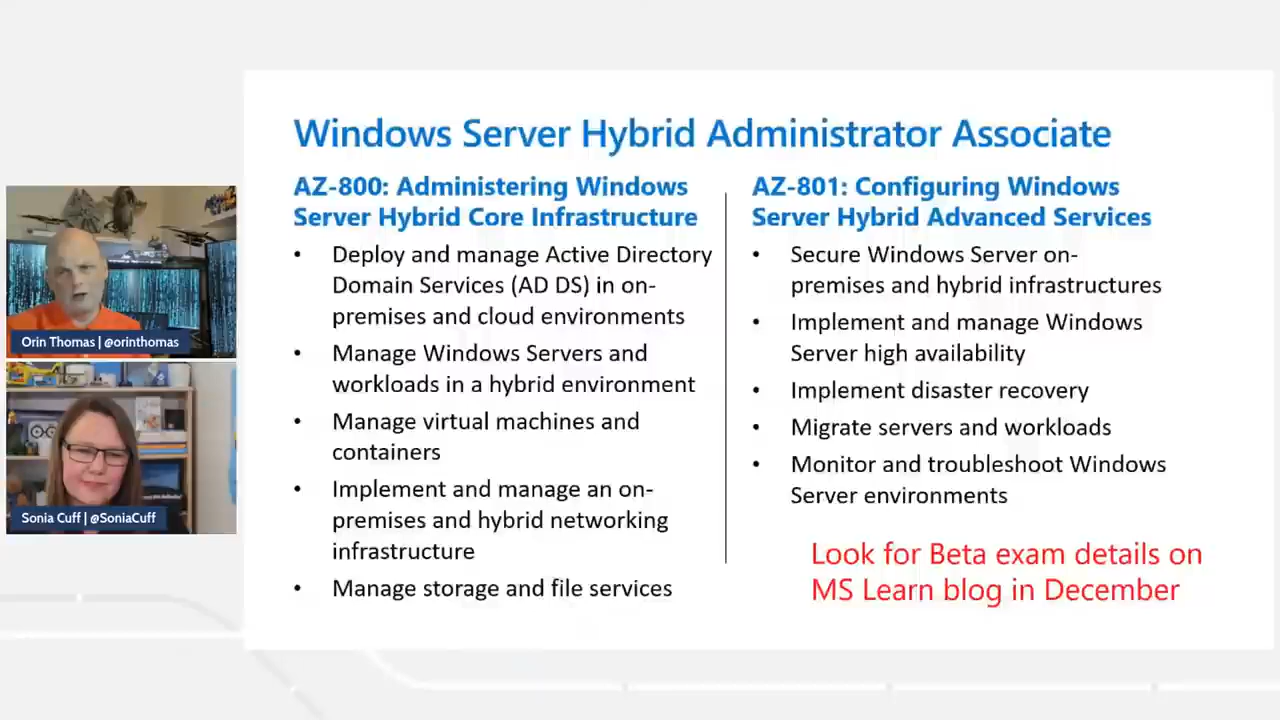 Windows Server Hybrid Administrator Associate
AZ-800: Administering Windows
Server Hybrid Core Infrastructure
• Deploy and manage Active Directory
Domain Services (AD DS) in on-
premises and cloud environments
• Manage Windows Servers and
workloads in a hybrid environment
• Manage virtual machines and
containers
• Implement and manage an on-
premises and hybrid networking
infrastructure
• Manage storage and file services
AZ-801: Configuring Windows
Server Hybrid Advanced Services
• Secure Windows Server on-
premises and hybrid infrastructures
• Implement and manage Windows
Server high availability
• Implement disaster recovery
• Migrate servers and workloads
• Monitor and troubleshoot Windows
Server environments
Look for Beta exam details on
MS Learn blog in December
Orin Thomas | @orinthomas
Sonia Cuff | @SoniaCuff